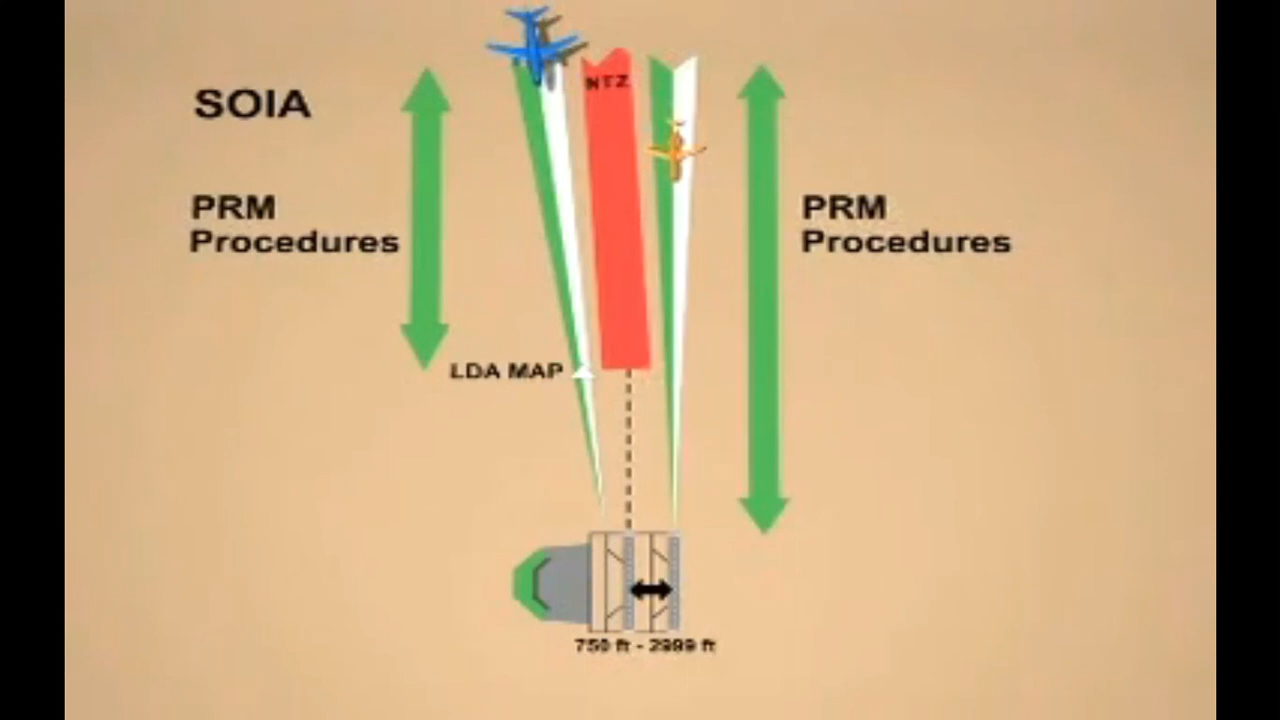 SOIA
NTZ
PRM
Procedures
PRM
Procedures
LDA MAP
750 ft - 2999 ft